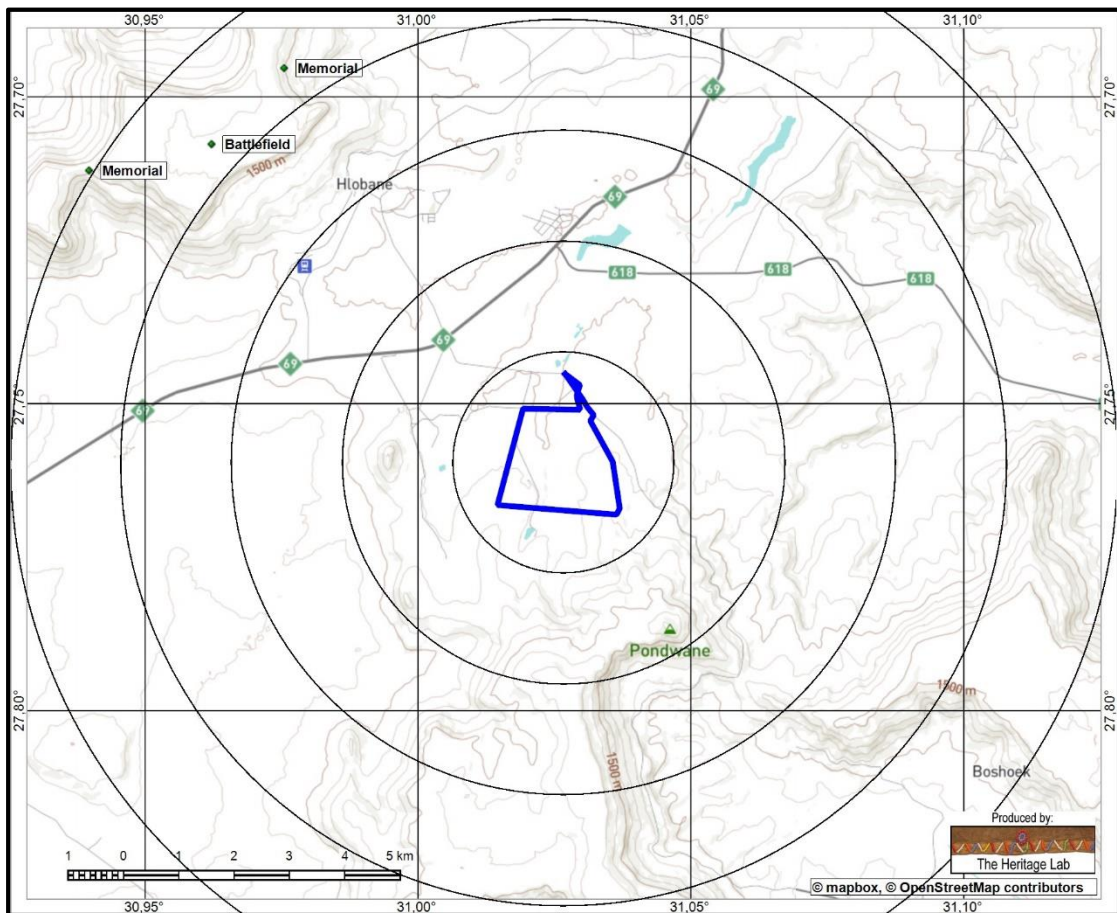 30,95°
31,00°
31,05°
31,10°
Memorial
69
27,70°
27,70°
Battlefield
1500 m
Memorial
Hlobane
69
618
618
618
69
69
69
27,75°
27,75°
Pondwane
1500 m
27,80°
27,80°
1500 m
Boshoek
Produced by:
The Heritage Lab
1 0 1 2 3 4 5 km
© mapbox, © OpenStreetMap contributors
30,95°
31,00°
31,05°
31,10°